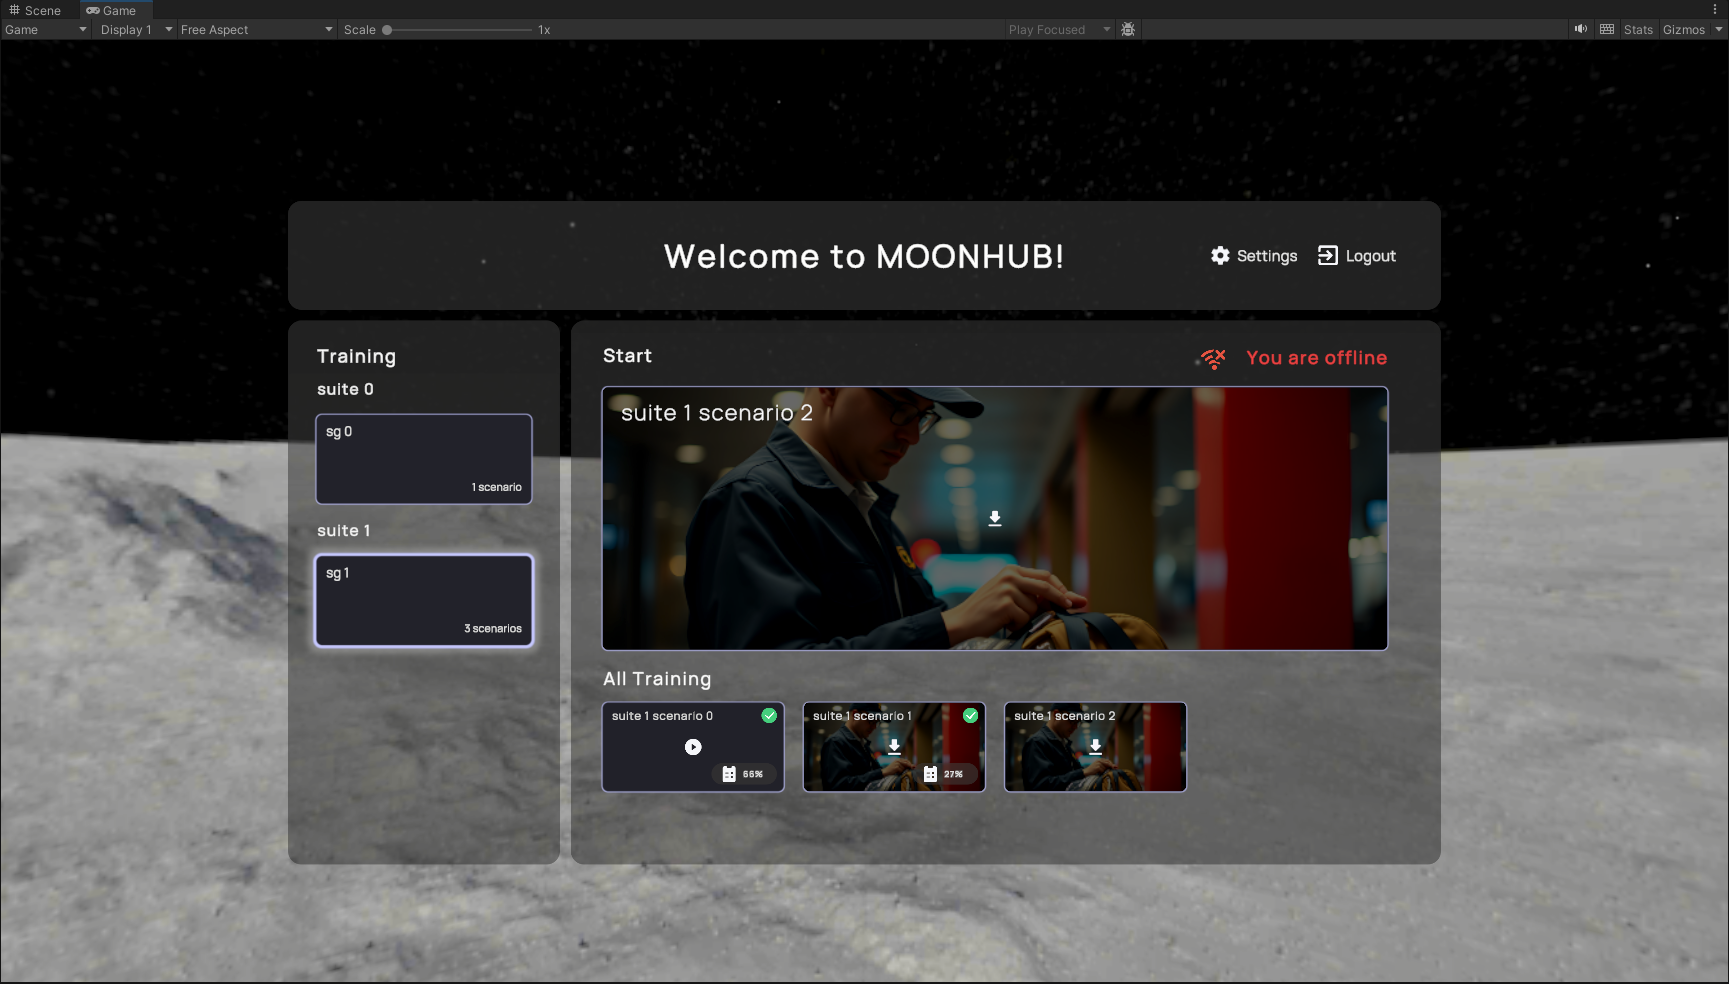 Scene
Game
Game
Display 1
Free Aspect
Scale
1x
Play Focused
Stats
Gizmos
Welcome to MOONHUB!
Settings
Logout
Training
suite 0
sg 0
1 scenario
suite 1
sg 1
3 scenarios
Start
You are offline
suite 1 scenario 2
All Training
suite 1 scenario 0
66%
suite 1 scenario 1
27%
suite 1 scenario 2